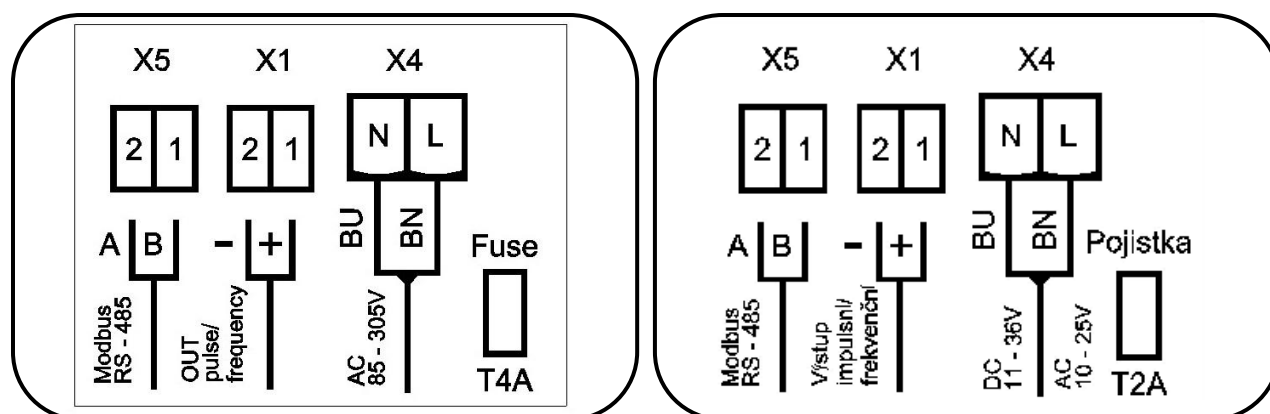 X5 X1 X4
2 1 2 1 N L
BU BN
A B - + Fuse
Modbus
RS - 485
OUT
pulse/
frequency
AC
85 - 305V
T4A
X5 X1 X4
2 1 2 1 N L
BU BN
A B - + Pojistka
Modbus
RS - 485
Výstup
impulsní/
frekvenční
DC
11 - 36V
AC
10 - 25V
T2A